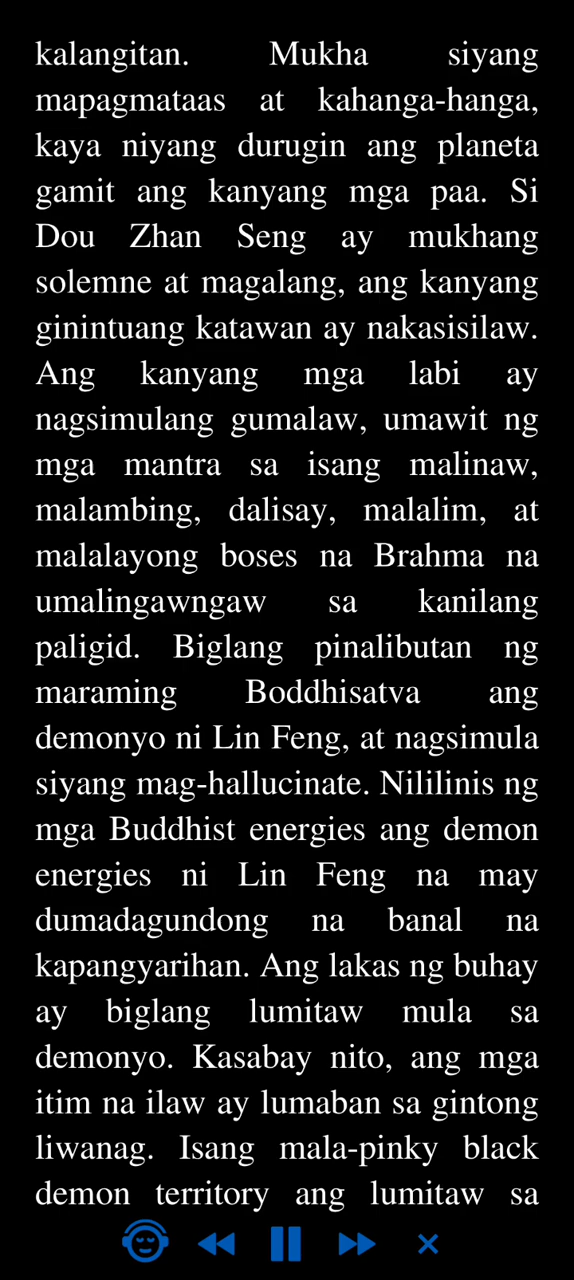 kalangitan. Mukha siyang
mapagmataas at kahanga-hanga,
kaya niyang durugin ang planeta
gamit ang kanyang mga paa. Si
Dou Zhan Seng ay mukhang
solemne at magalang, ang kanyang
ginintuang katawan ay nakasisilaw.
Ang kanyang mga labi ay
nagsimulang gumalaw, umawit ng
mga mantra sa isang malinaw,
malambing, dalisay, malalim, at
malalayong boses na Brahma na
umalingawngaw sa kanilang
paligid. Biglang pinalibutan ng
maraming Boddhisatva ang
demonyo ni Lin Feng, at nagsimula
siyang mag-hallucinate. Nililinis ng
mga Buddhist energies ang demon
energies ni Lin Feng na may
dumadagundong na banal na
kapangyarihan. Ang lakas ng buhay
ay biglang lumitaw mula sa
demonyo. Kasabay nito, ang mga
itim na ilaw ay lumaban sa gintong
liwanag. Isang mala-pinky black
demon territory ang lumitaw sa